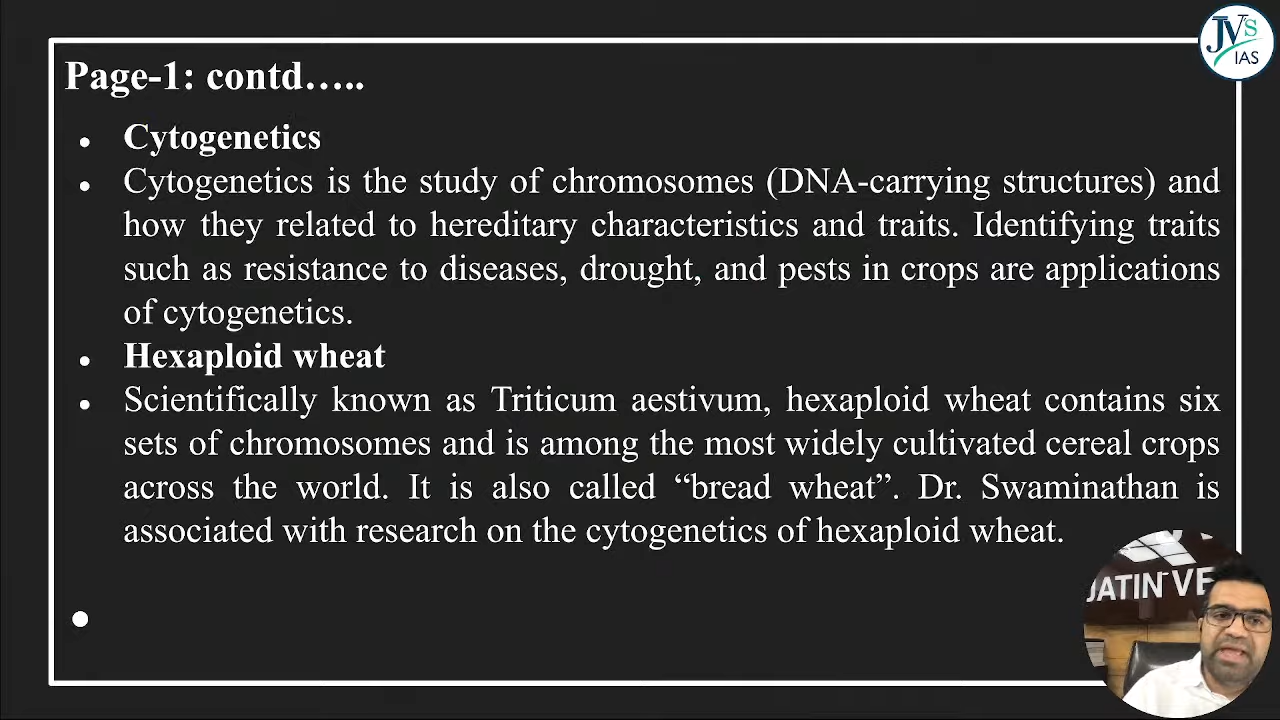 JVS
IAS
Page-1: contd…..
Cytogenetics
Cytogenetics is the study of chromosomes (DNA-carrying structures) and
how they related to hereditary characteristics and traits. Identifying traits
such as resistance to diseases, drought, and pests in crops are applications
of cytogenetics.
Hexaploid wheat
Scientifically known as Triticum aestivum, hexaploid wheat contains six
sets of chromosomes and is among the most widely cultivated cereal crops
across the world. It is also called “bread wheat”. Dr. Swaminathan is
associated with research on the cytogenetics of hexaploid wheat.
JATIN VE